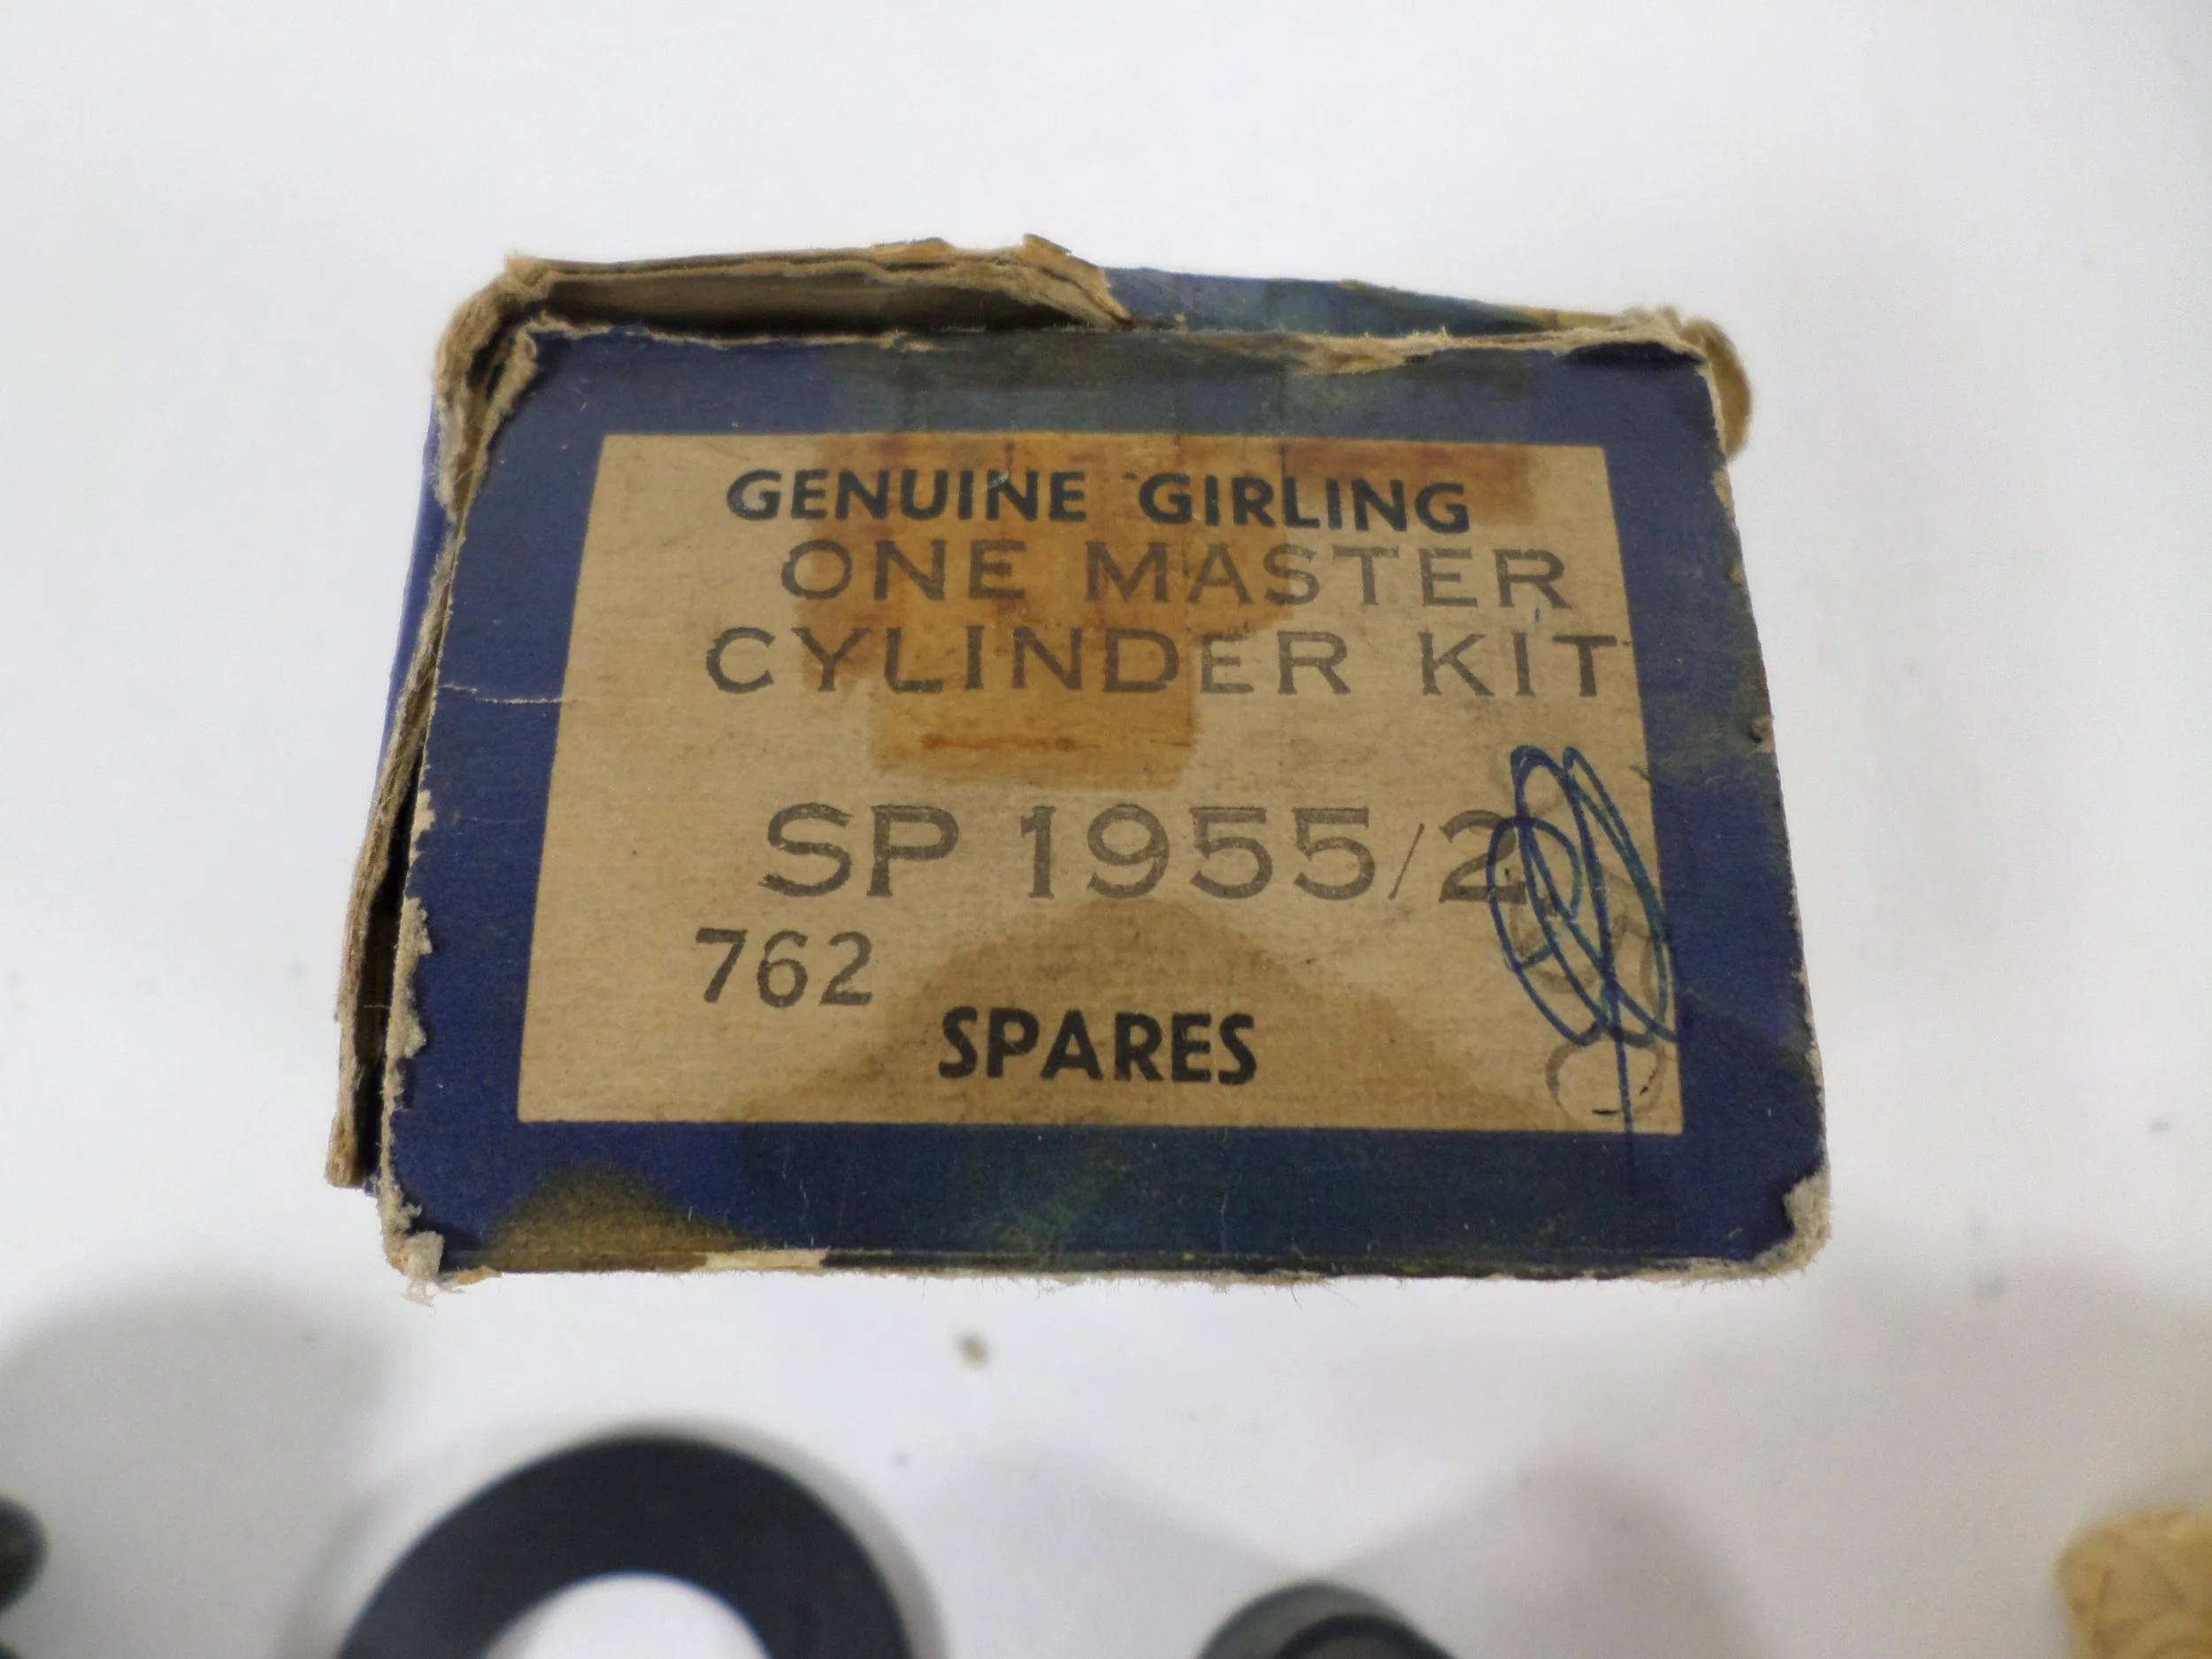 GENUINE GIRLING
ONE MASTER
CYLINDER KIT
SP 1955/2
762
SPARES